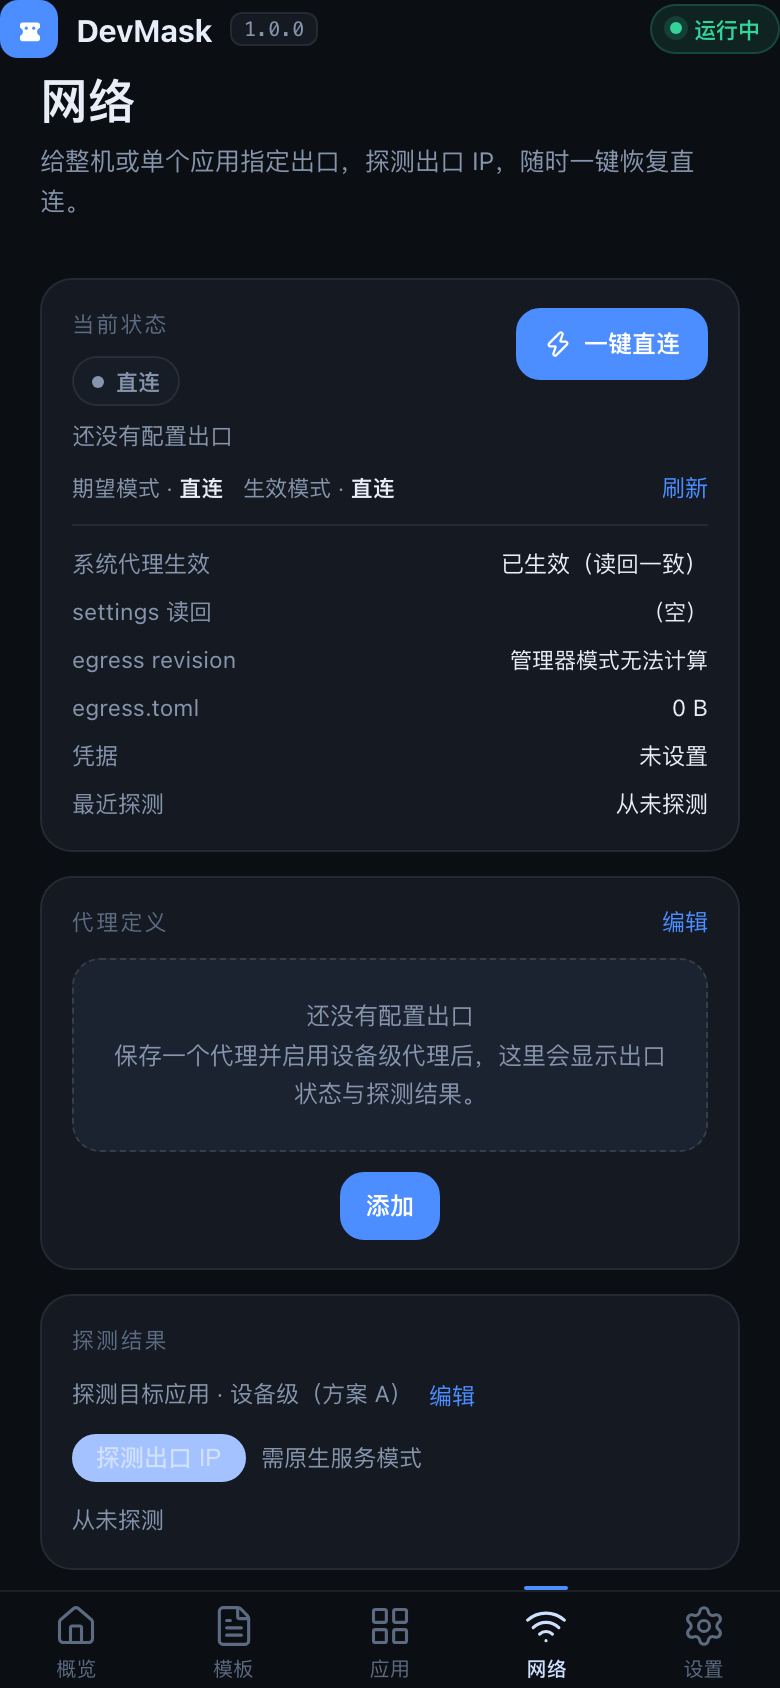 DevMask 1.0.0 运行中
网络
给整机或单个应用指定出口，探测出口 IP，随时一键恢复直
连。
当前状态
一键直连
直连
还没有配置出口
期望模式 · 直连 生效模式 · 直连 刷新
系统代理生效 已生效（读回一致）
settings 读回 （空）
egress revision 管理器模式无法计算
egress.toml 0 B
凭据 未设置
最近探测 从未探测
代理定义 编辑
还没有配置出口
保存一个代理并启用设备级代理后，这里会显示出口
状态与探测结果。
添加
探测结果
探测目标应用 · 设备级（方案 A） 编辑
探测出口 IP 需原生服务模式
从未探测
概览 模板 应用 网络 设置